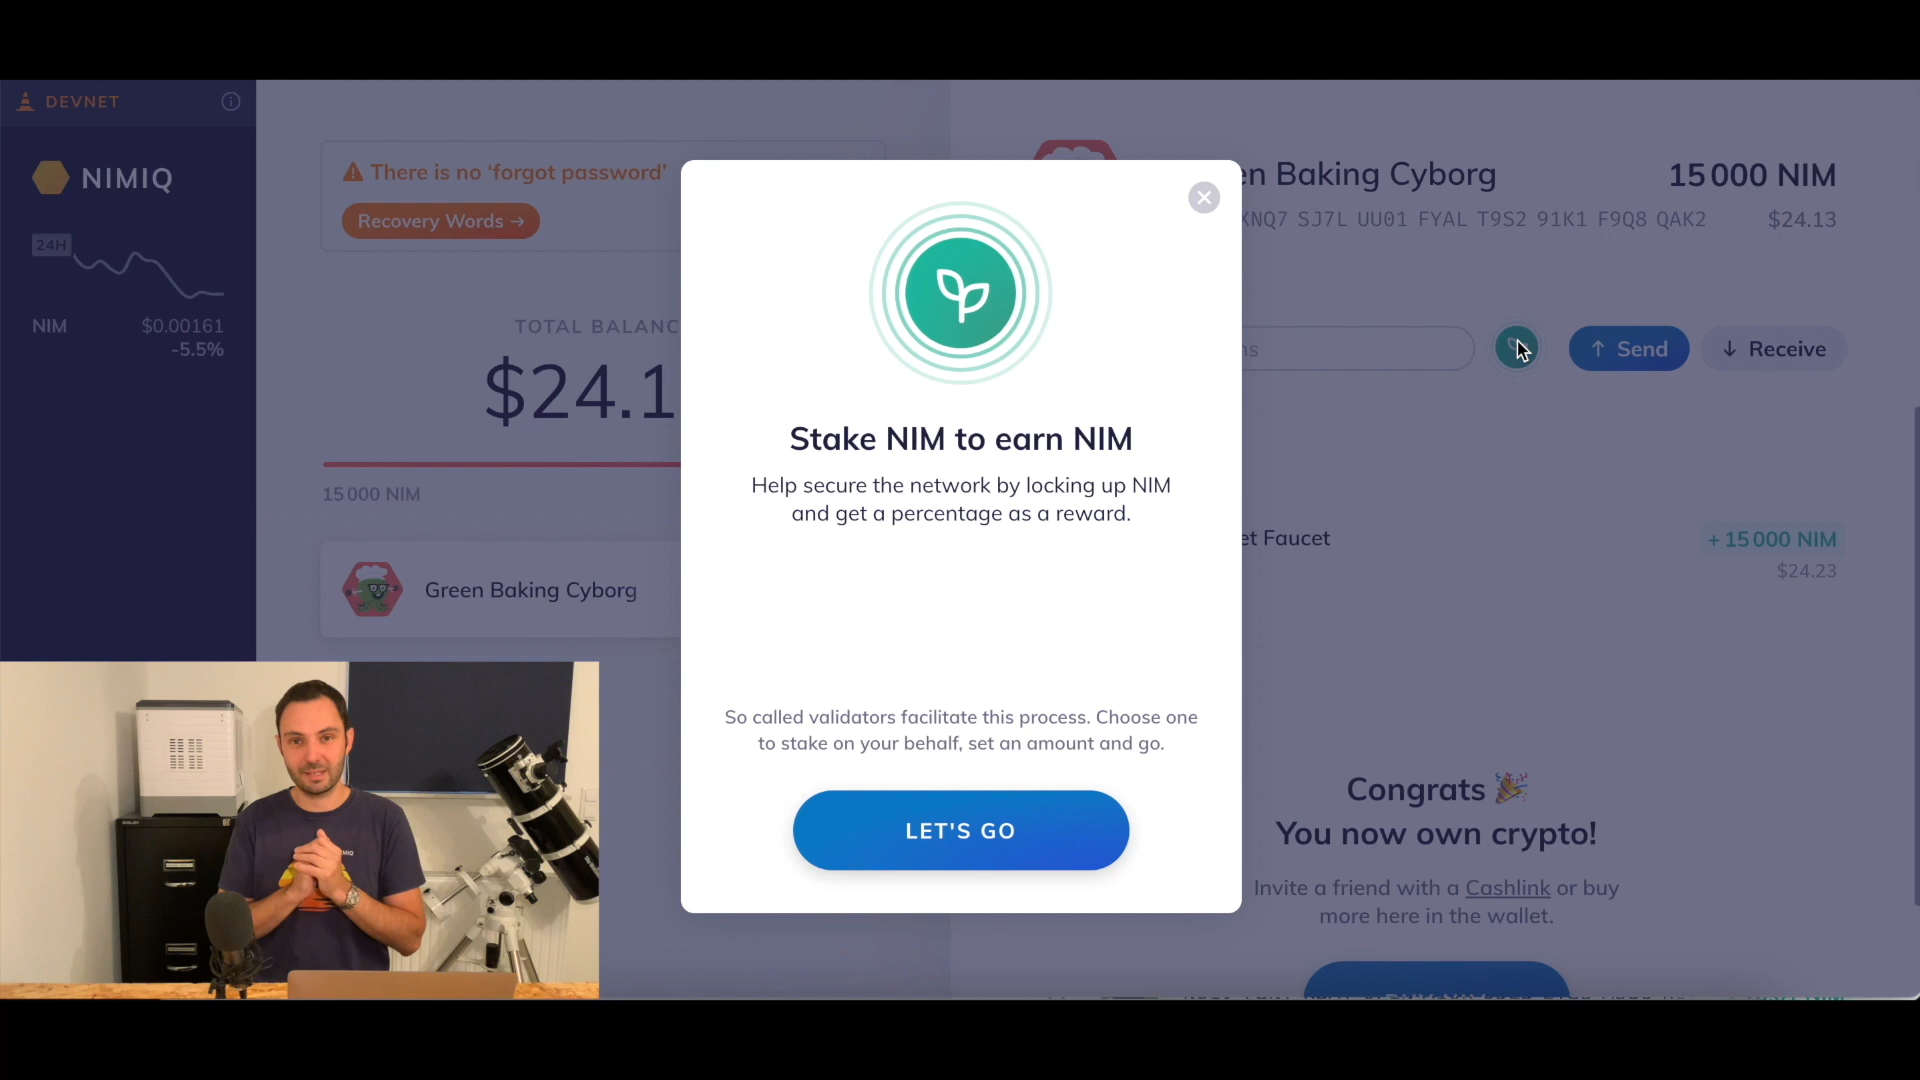 DEVNET
NIMIQ
24H
NIM
$0.00161
-5.5%
There is no ‘forgot password’
Recovery Words →
TOTAL BALANC
$24.1
15 000 NIM
Green Baking Cyborg
Stake NIM to earn NIM
Help secure the network by locking up NIM
and get a percentage as a reward.
So called validators facilitate this process. Choose one
to stake on your behalf, set an amount and go.
LET'S GO
en Baking Cyborg
15 000 NIM
XNQ7 SJ7L UU01 FYAL T9S2 91K1 F9Q8 QAK2
$24.13
↑ Send
↓ Receive
et Faucet
+ 15 000 NIM
$24.23
Congrats 🎉
You now own crypto!
Invite a friend with a Cashlink or buy
more here in the wallet.